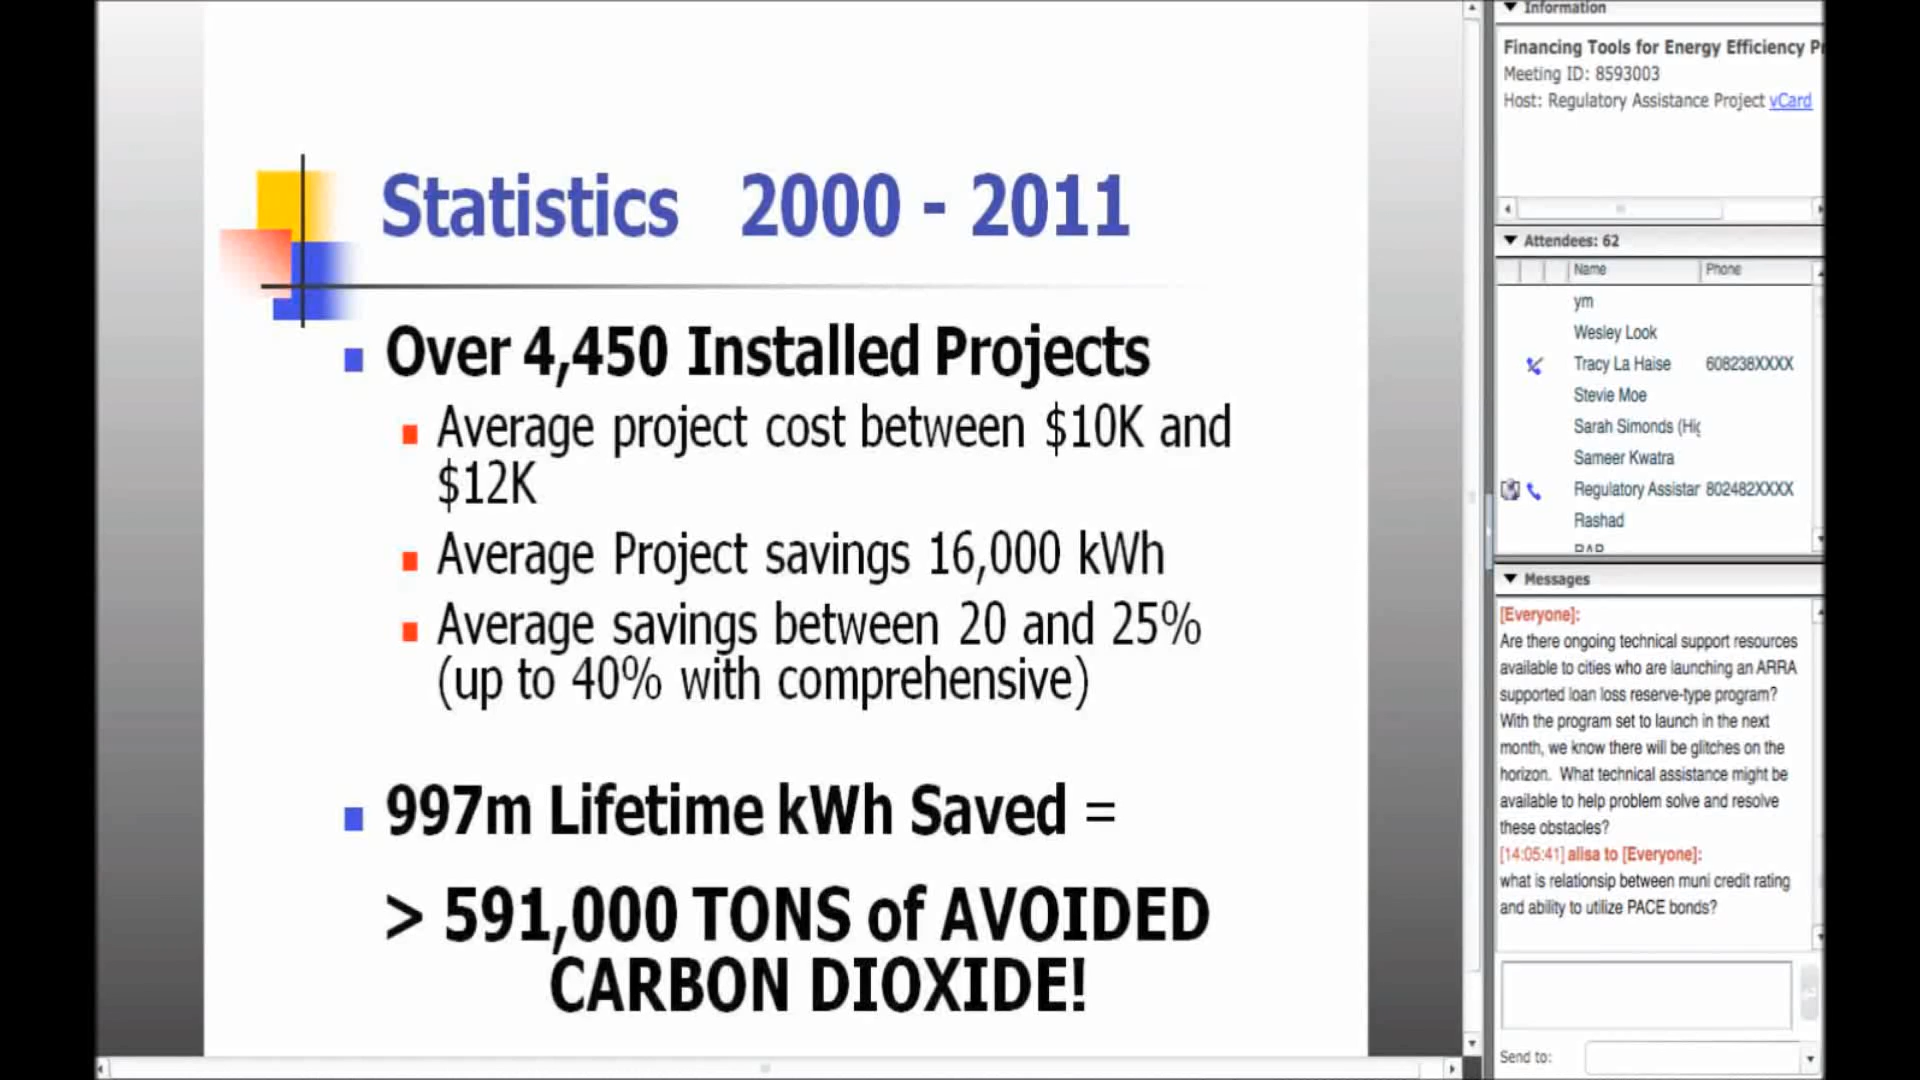 Statistics 2000 - 2011
Over 4,450 Installed Projects
Average project cost between $10K and
$12K
Average Project savings 16,000 kWh
Average savings between 20 and 25%
(up to 40% with comprehensive)
997m Lifetime kWh Saved =
> 591,000 TONS of AVOIDED
CARBON DIOXIDE!
Information
Financing Tools for Energy Efficiency Pr
Meeting ID: 8593003
Host: Regulatory Assistance Project vCard
Attendees: 62
Name Phone
ym
Wesley Look
Tracy La Haise 608238XXXX
Stevie Moe
Sarah Simonds (Hig
Sameer Kwatra
Regulatory Assistar 802482XXXX
Rashad
Messages
[Everyone]:
Are there ongoing technical support resources
available to cities who are launching an ARRA
supported loan loss reserve-type program?
With the program set to launch in the next
month, we know there will be glitches on the
horizon. What technical assistance might be
available to help problem solve and resolve
these obstacles?
[14:05:41] alisa to [Everyone]:
what is relationsip between muni credit rating
and ability to utilize PACE bonds?
Send to: